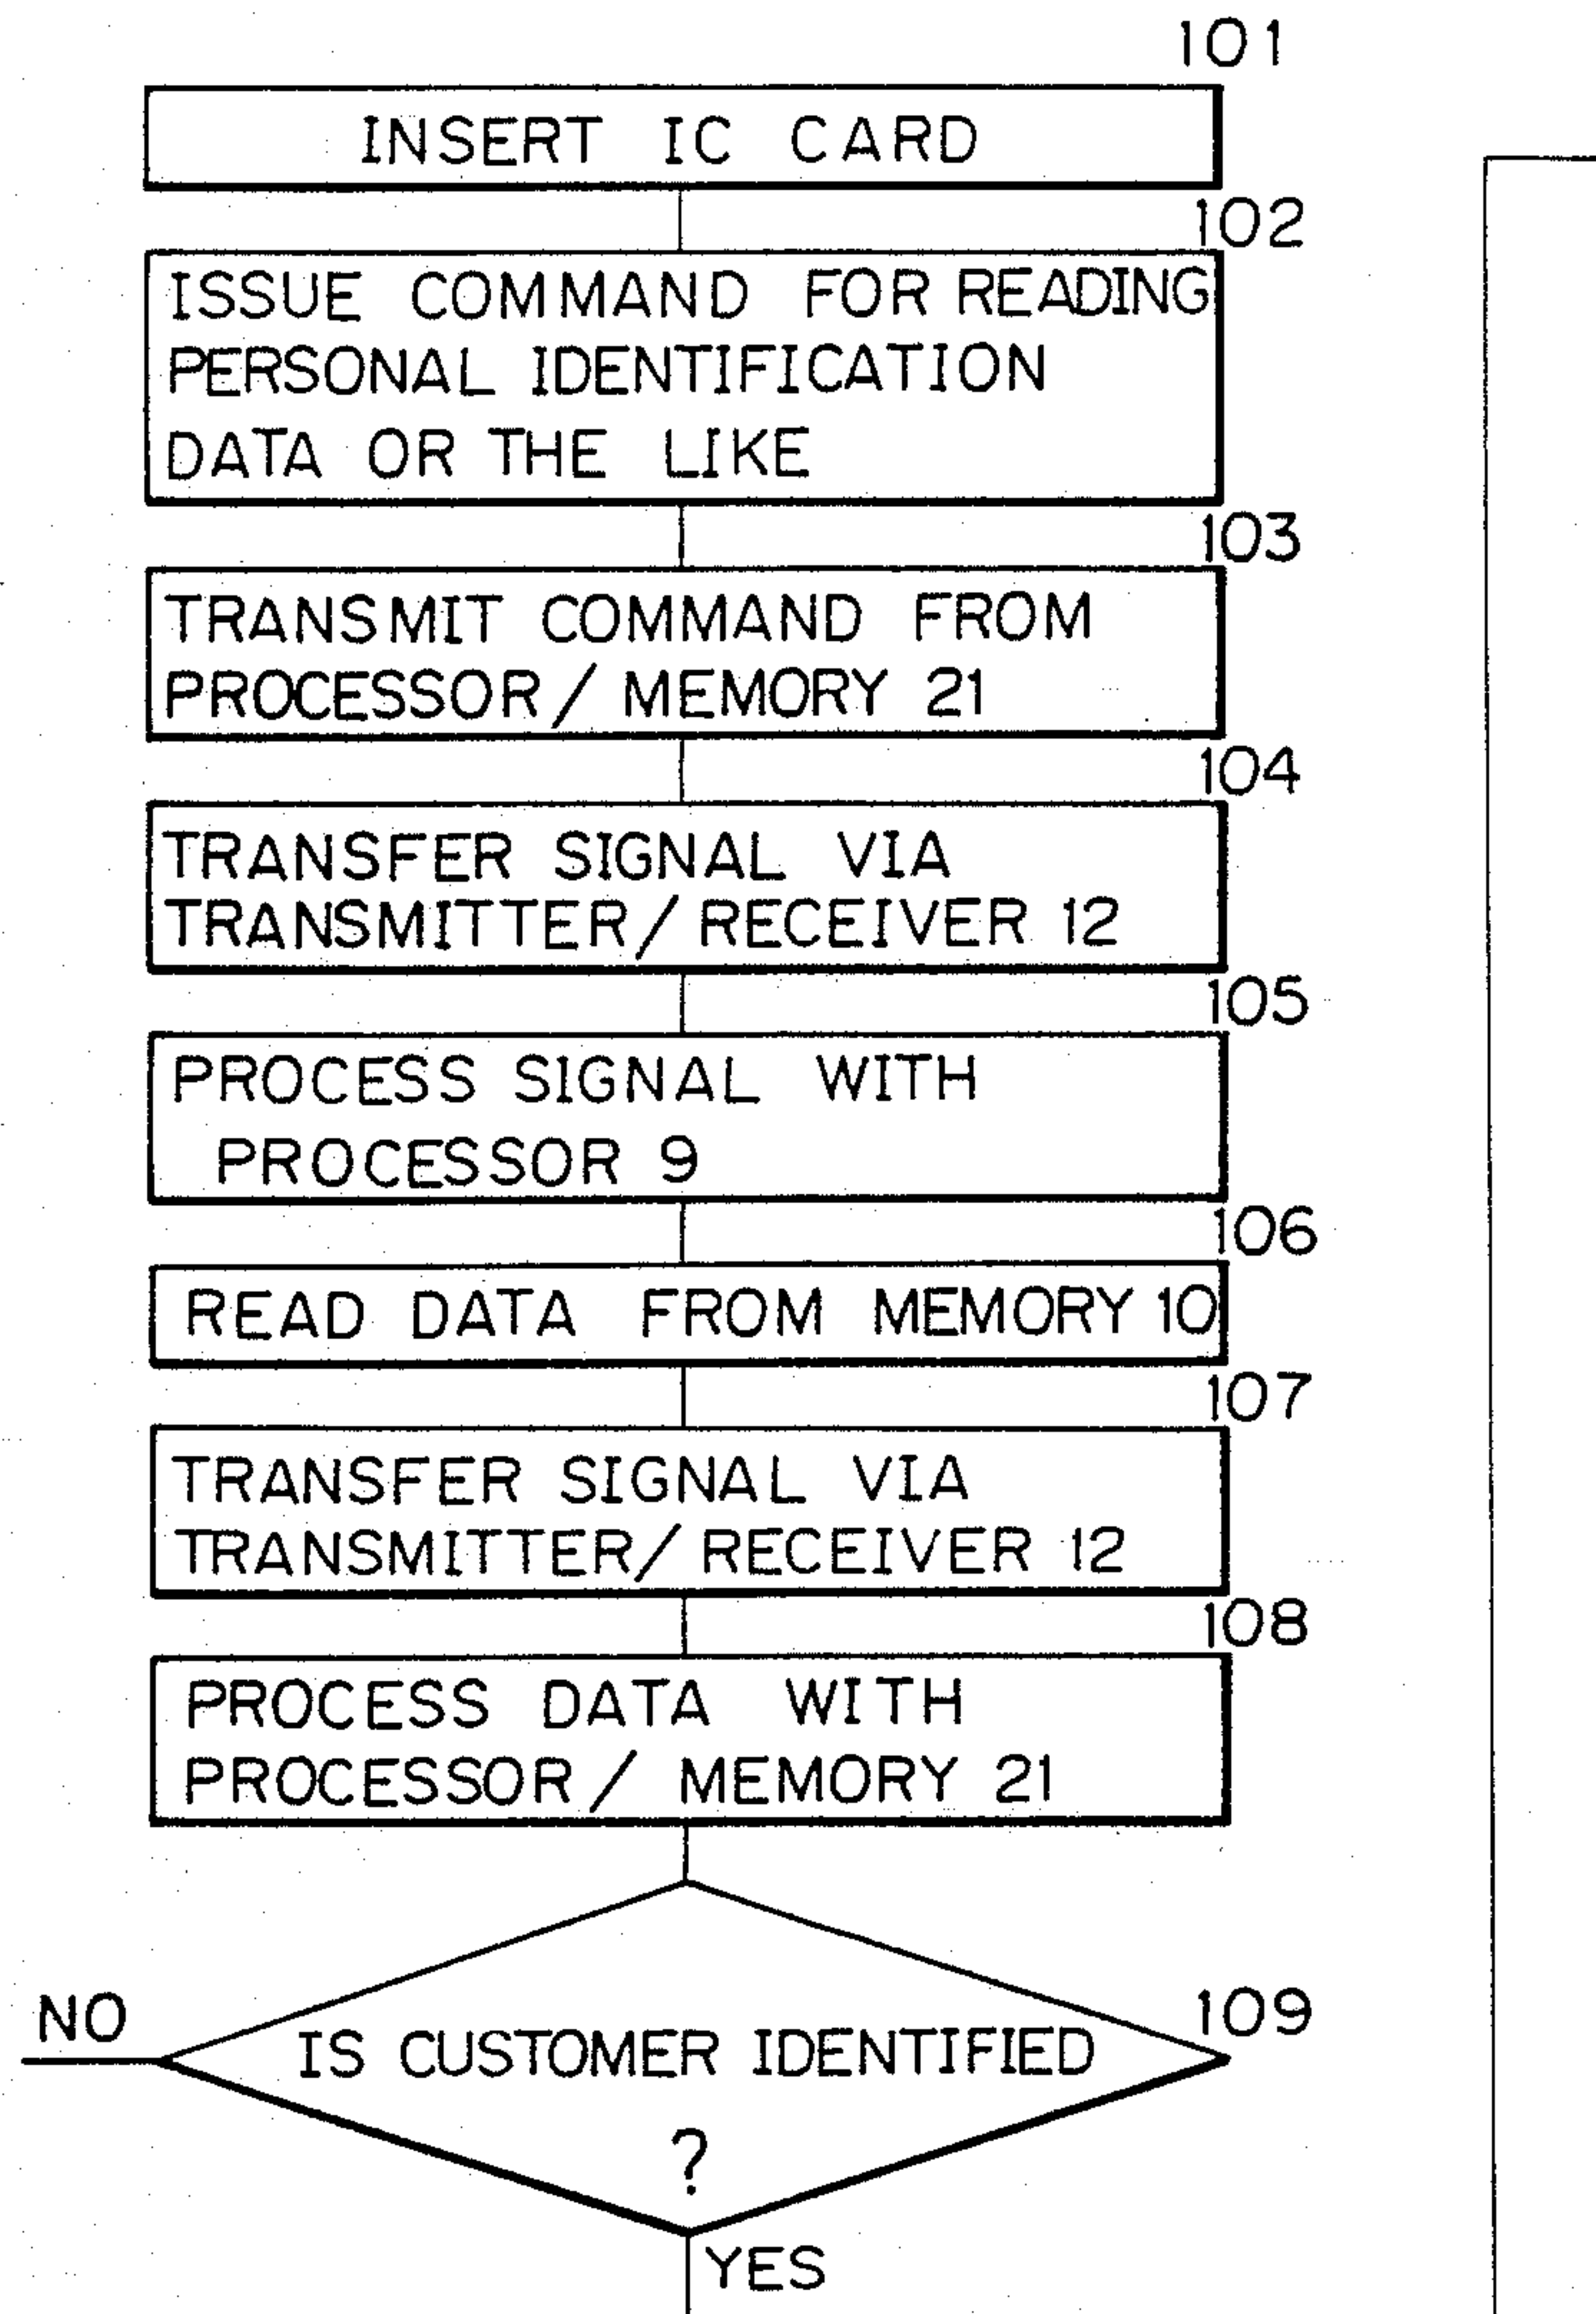 101
INSERT IC CARD
102
ISSUE COMMAND FOR READING
PERSONAL IDENTIFICATION
DATA OR THE LIKE
103
TRANSMIT COMMAND FROM
PROCESSOR/ MEMORY 21
104
TRANSFER SIGNAL VIA
TRANSMITTER/ RECEIVER 12
105
PROCESS SIGNAL WITH
PROCESSOR 9
106
READ DATA FROM MEMORY 10
107
TRANSFER SIGNAL VIA
TRANSMITTER/ RECEIVER 12
108
PROCESS DATA WITH
PROCESSOR/ MEMORY 21
109
NO
IS CUSTOMER IDENTIFIED
?
YES